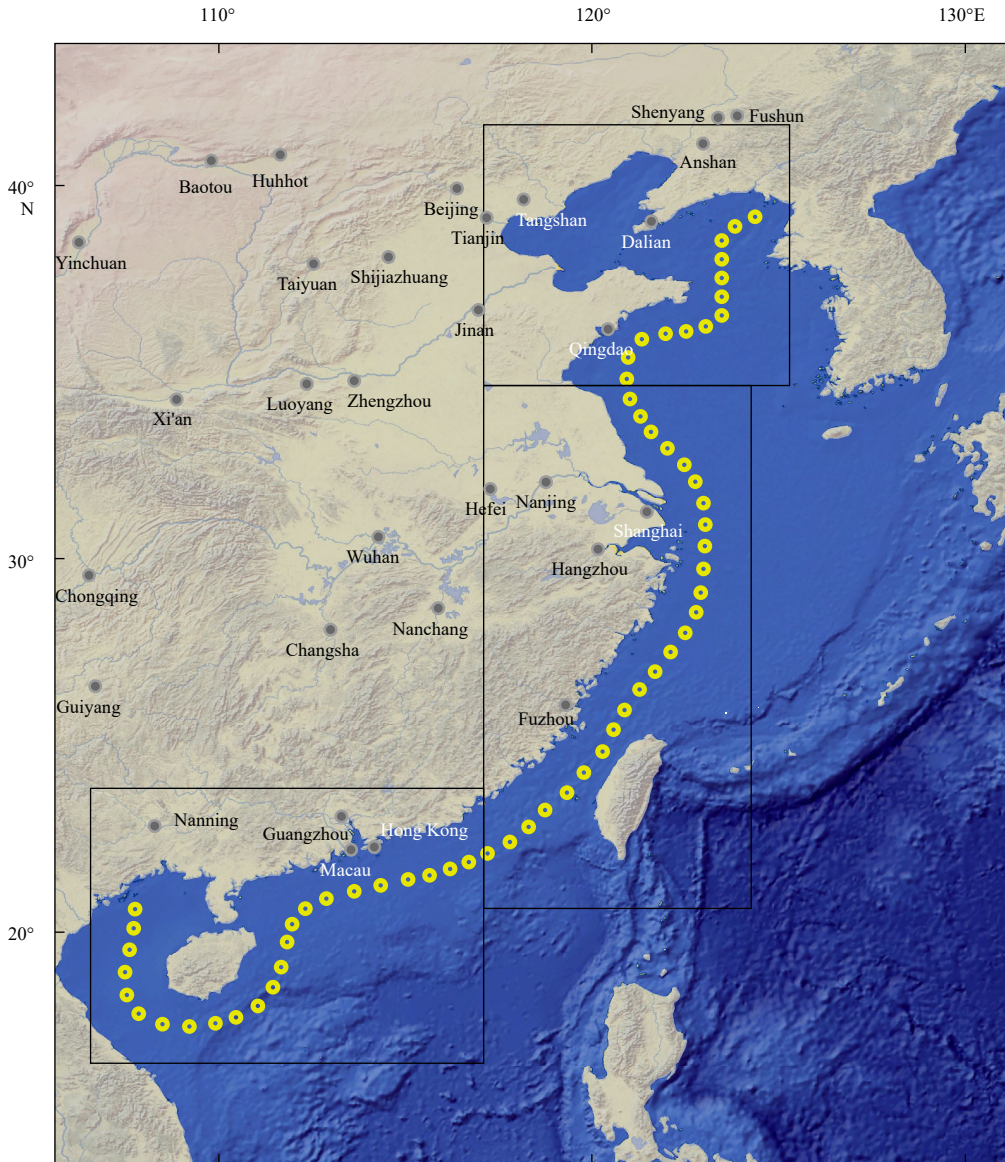 110°
120°
130°E
40°
N
30°
20°
Shenyang
Fushun
Anshan
Baotou
Huhhot
Beijing
Tangshan
Tianjin
Dalian
Yinchuan
Taiyuan
Shijiazhuang
Jinan
Qingdao
Xi'an
Luoyang
Zhengzhou
Hefei
Nanjing
Shanghai
Wuhan
Hangzhou
Chongqing
Changsha
Nanchang
Guiyang
Fuzhou
Nanning
Guangzhou
Hong Kong
Macau